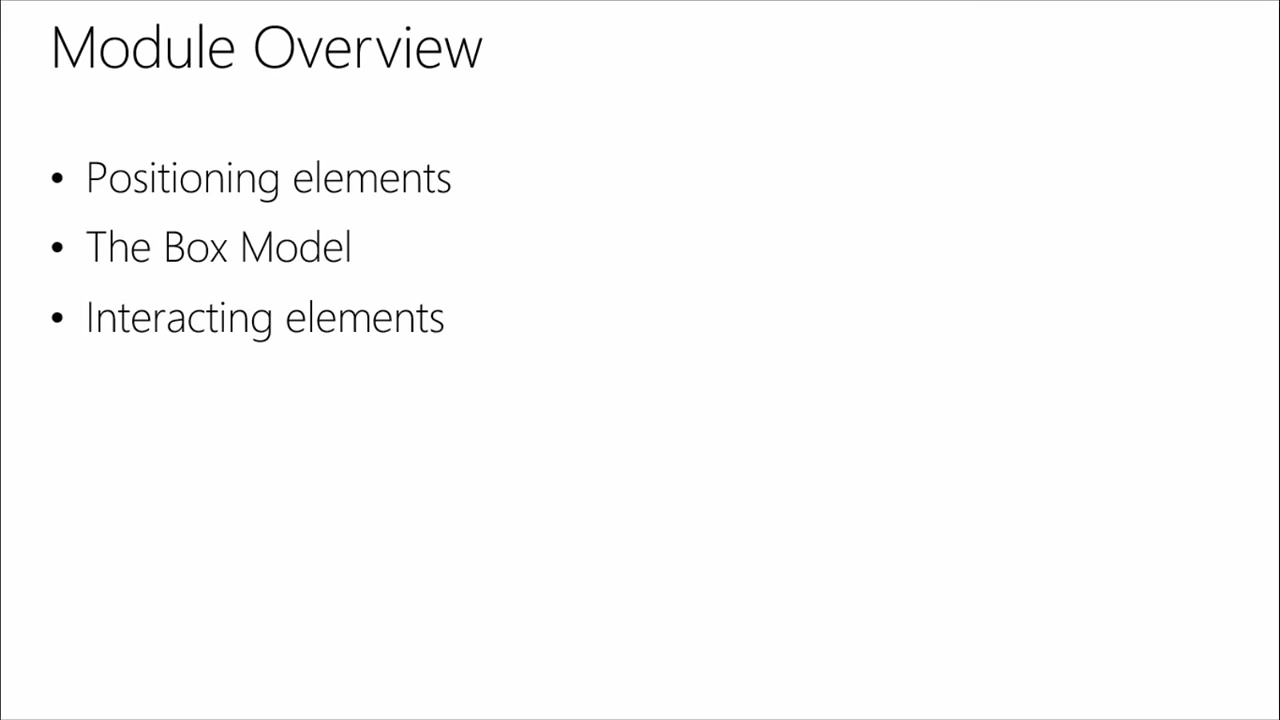 Module Overview
• Positioning elements
• The Box Model
• Interacting elements